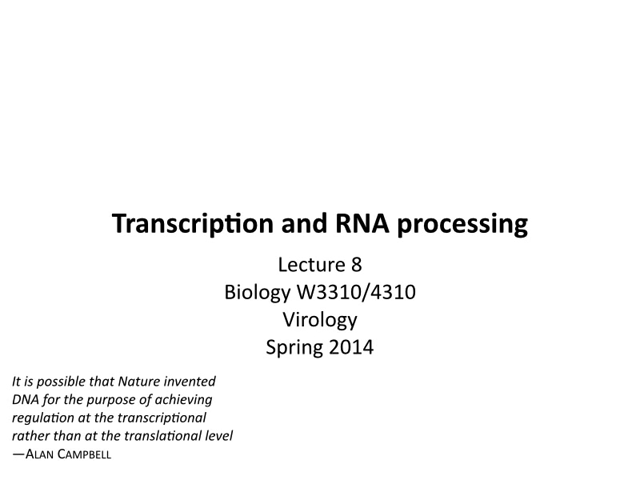 Transcription and RNA processing
Lecture 8
Biology W3310/4310
Virology
Spring 2014
It is possible that Nature invented
DNA for the purpose of achieving
regulation at the transcriptional
rather than at the translational level
—ALAN CAMPBELL